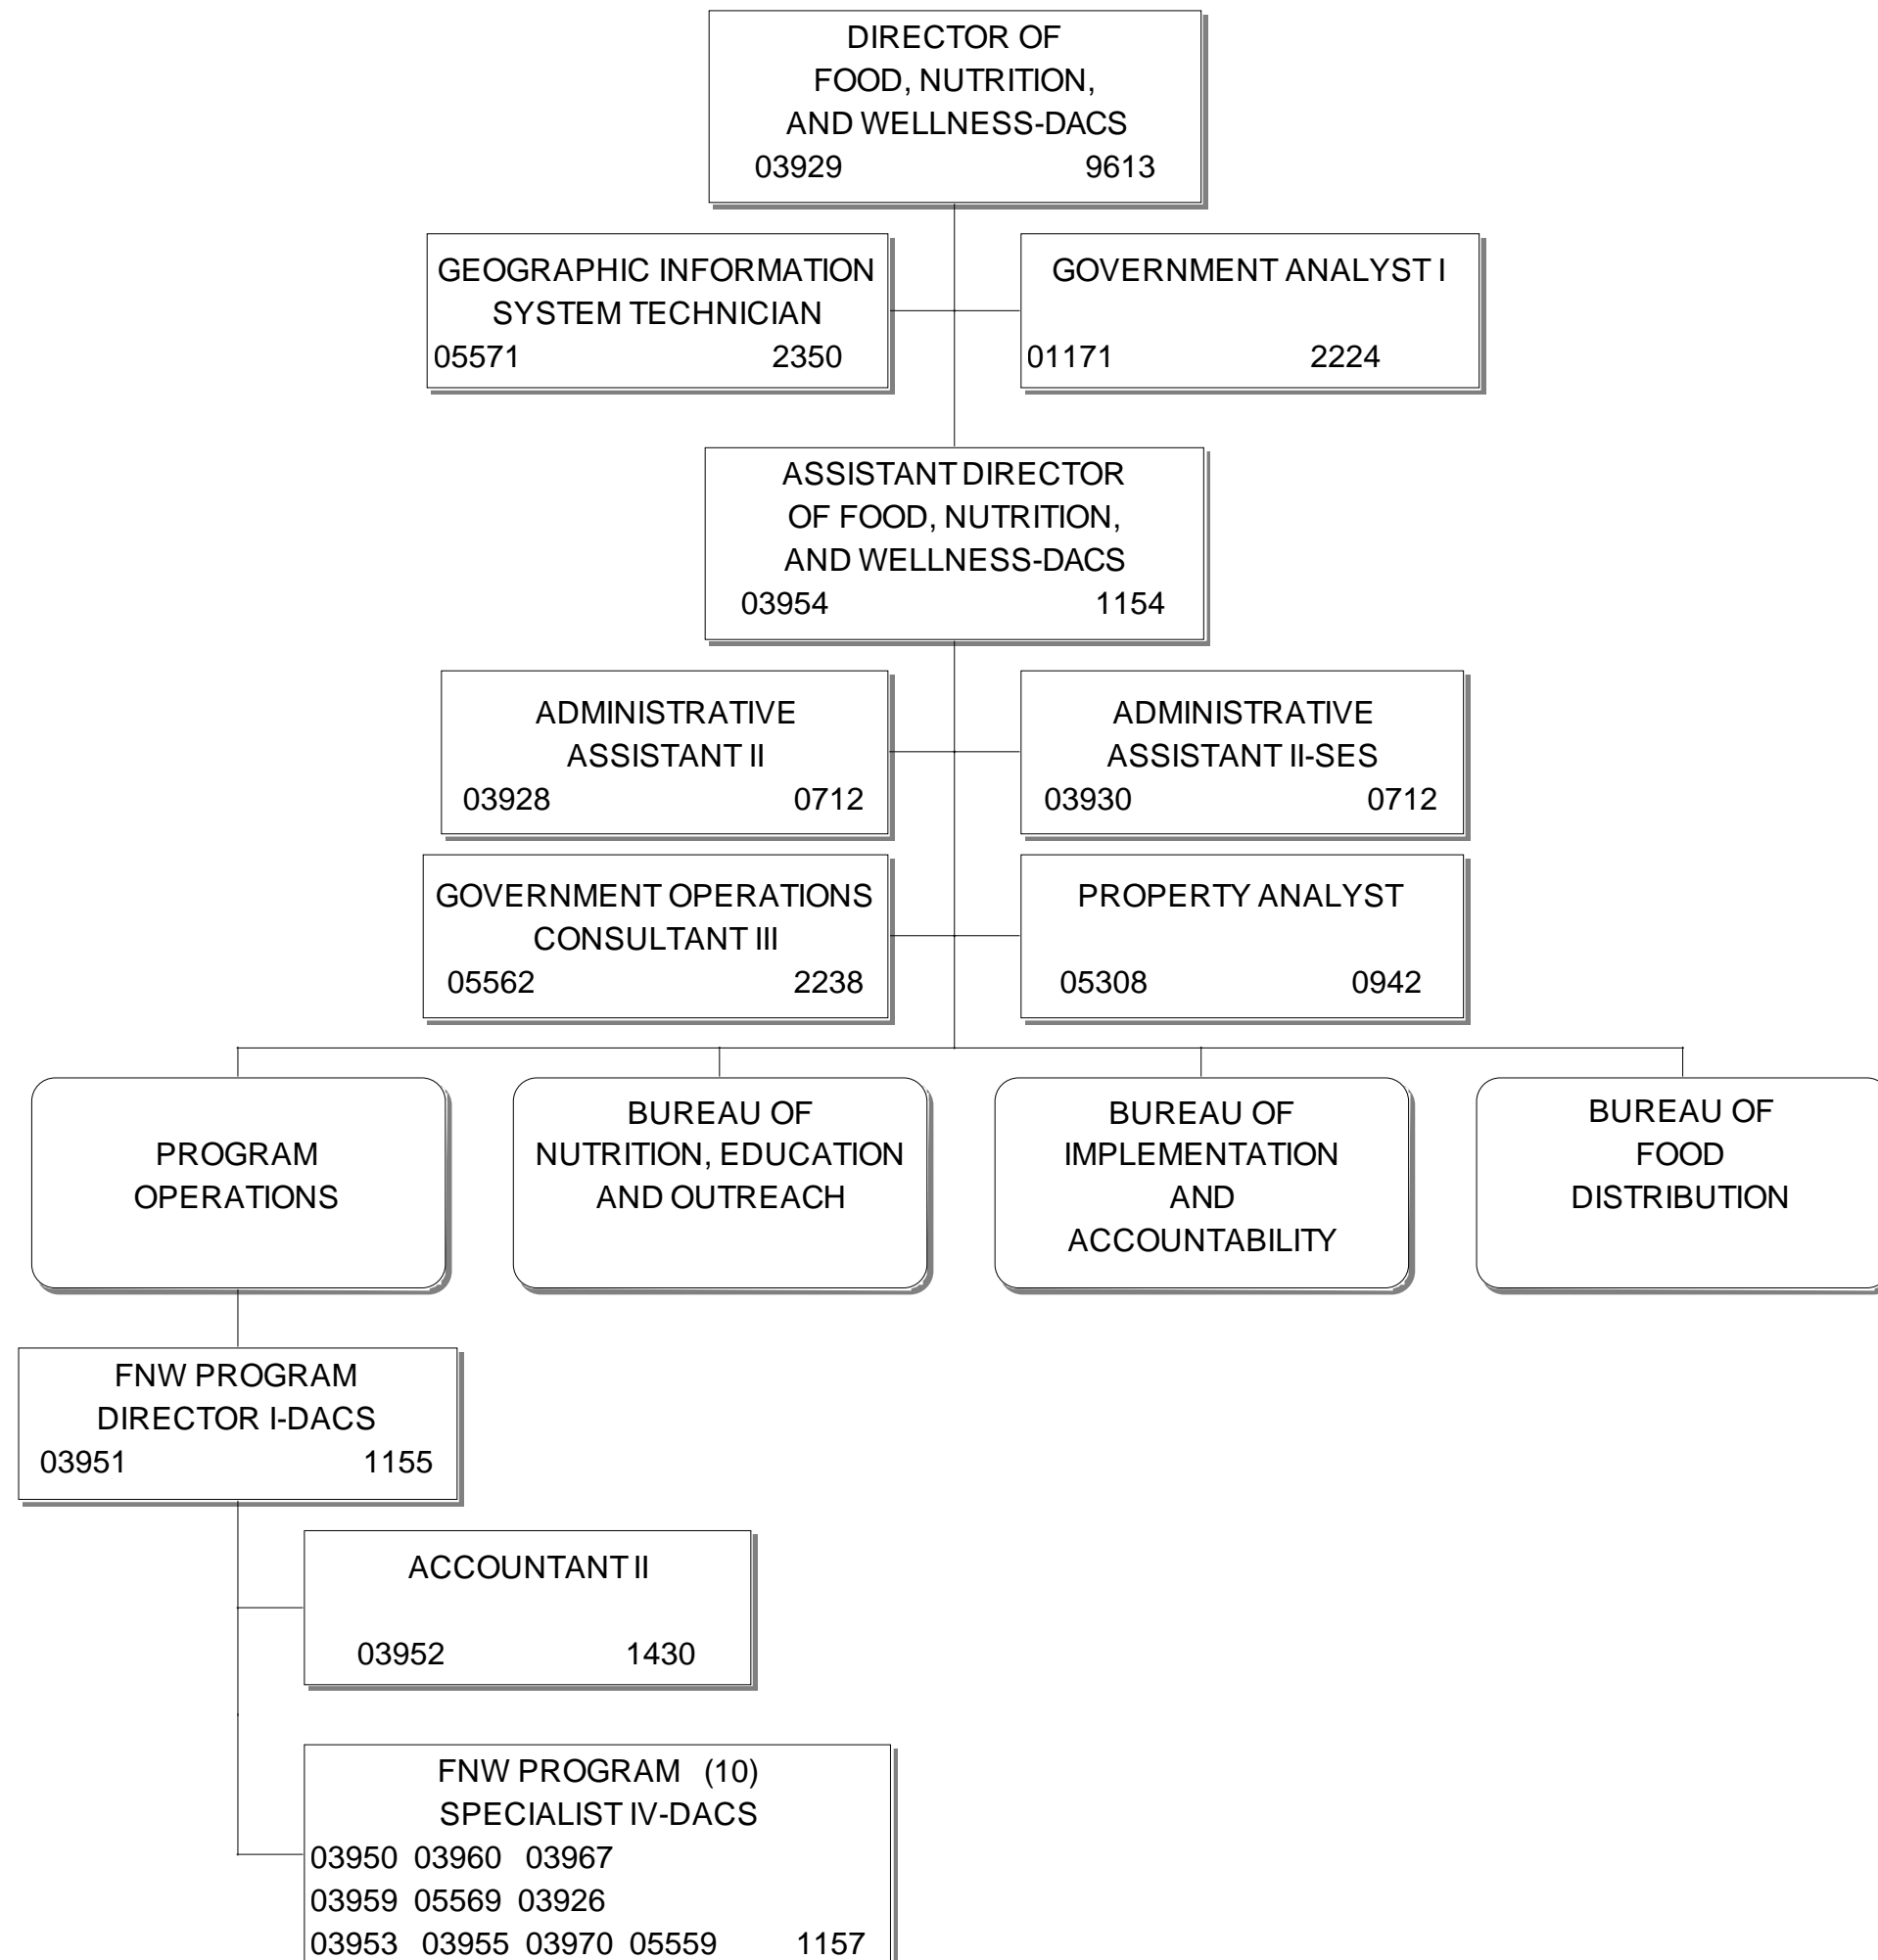 DIRECTOR OF
FOOD, NUTRITION,
AND WELLNESS-DACS
03929 9613
GEOGRAPHIC INFORMATION
SYSTEM TECHNICIAN
05571 2350
GOVERNMENT ANALYST I
01171 2224
ASSISTANT DIRECTOR
OF FOOD, NUTRITION,
AND WELLNESS-DACS
03954 1154
ADMINISTRATIVE
ASSISTANT II
03928 0712
ADMINISTRATIVE
ASSISTANT II-SES
03930 0712
GOVERNMENT OPERATIONS
CONSULTANT III
05562 2238
PROPERTY ANALYST
05308 0942
PROGRAM
OPERATIONS
BUREAU OF
NUTRITION, EDUCATION
AND OUTREACH
BUREAU OF
IMPLEMENTATION
AND
ACCOUNTABILITY
BUREAU OF
FOOD
DISTRIBUTION
FNW PROGRAM
DIRECTOR I-DACS
03951 1155
ACCOUNTANT II
03952 1430
FNW PROGRAM (10)
SPECIALIST IV-DACS
03950 03960 03967
03959 05569 03926
03953 03955 03970 05559 1157